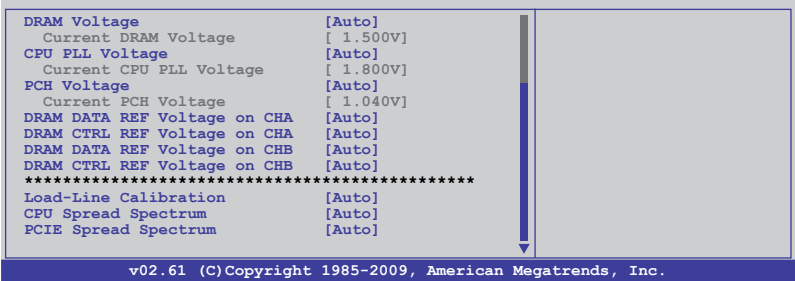 DRAM Voltage [Auto]
Current DRAM Voltage [ 1.500V]
CPU PLL Voltage [Auto]
Current CPU PLL Voltage [ 1.800V]
PCH Voltage [Auto]
Current PCH Voltage [ 1.040V]
DRAM DATA REF Voltage on CHA [Auto]
DRAM CTRL REF Voltage on CHA [Auto]
DRAM DATA REF Voltage on CHB [Auto]
DRAM CTRL REF Voltage on CHB [Auto]
***********************************************
Load-Line Calibration [Auto]
CPU Spread Spectrum [Auto]
PCIE Spread Spectrum [Auto]
v02.61 (C)Copyright 1985-2009, American Megatrends, Inc.